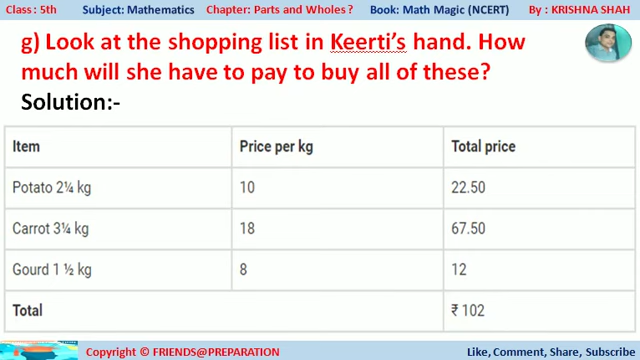 Class : 5th Subject: Mathematics Chapter: Parts and Wholes ? Book: Math Magic (NCERT) By : KRISHNA SHAH
g) Look at the shopping list in Keerti’s hand. How
much will she have to pay to buy all of these?
Solution:-
Item Price per kg Total price
Potato 2¼ kg 10 22.50
Carrot 3¼ kg 18 67.50
Gourd 1 ½ kg 8 12
Total ₹ 102
Copyright © FRIENDS@PREPARATION Like, Comment, Share, Subscribe